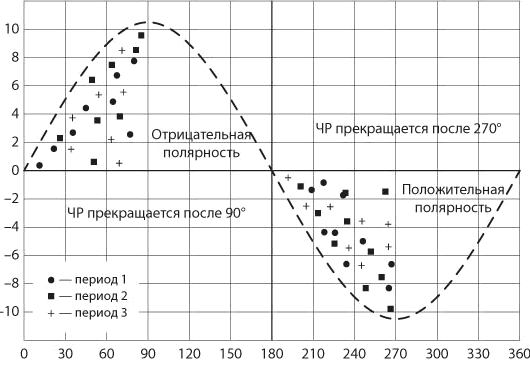 10
8
6
4
2
0
−2
−4
−6
−8
−10
Отрицательная
полярность
ЧР прекращается после 270°
Положительная
полярность
ЧР прекращается после 90°
— период 1
— период 2
— период 3
0 30 60 90 120 150 180 210 240 270 300 330 360